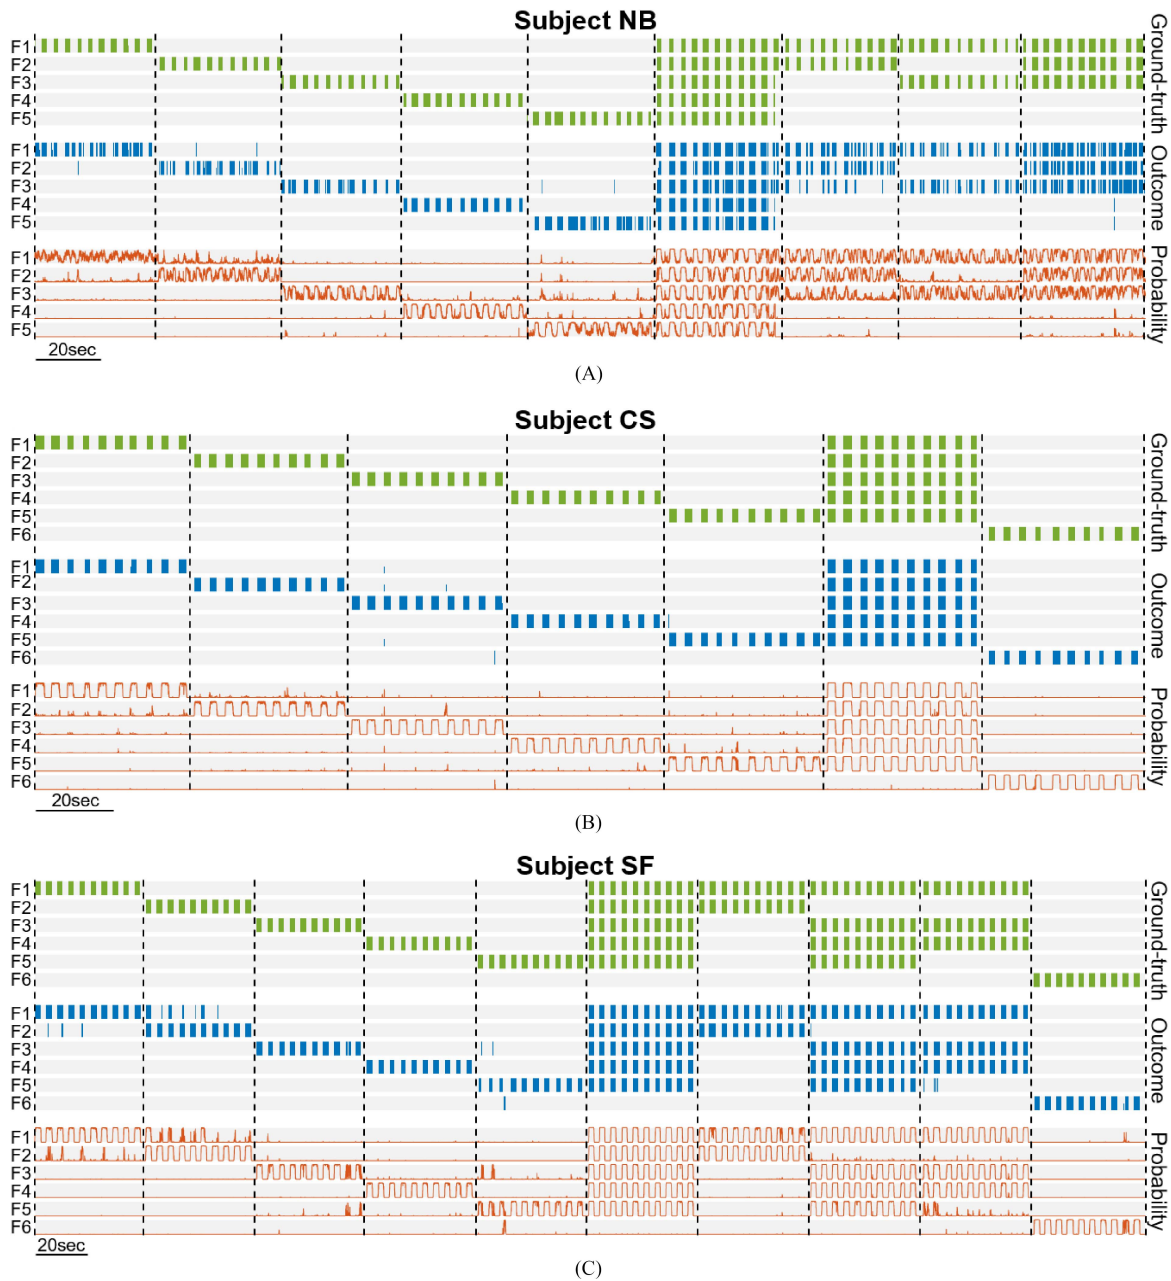 Subject NB
F1
F2
F3
F4
F5
Ground-truth
F1
F2
F3
F4
F5
Outcome
F1
F2
F3
F4
F5
Probability
20sec
(A)
Subject CS
F1
F2
F3
F4
F5
F6
Ground-truth
F1
F2
F3
F4
F5
F6
Outcome
F1
F2
F3
F4
F5
F6
Probability
20sec
(B)
Subject SF
F1
F2
F3
F4
F5
F6
Ground-truth
F1
F2
F3
F4
F5
F6
Outcome
F1
F2
F3
F4
F5
F6
Probability
20sec
(C)